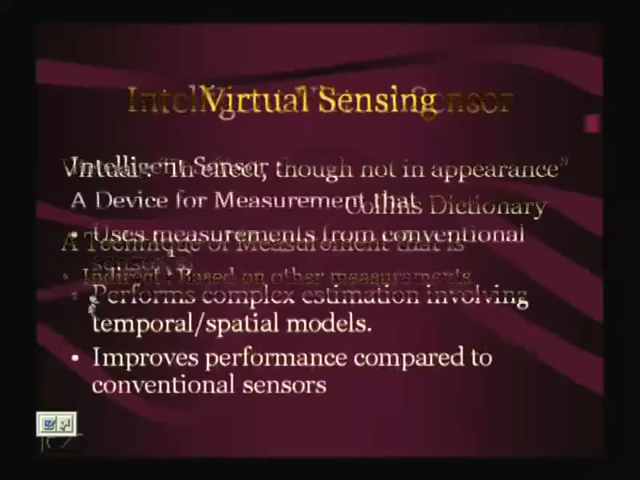 Virtual Sensing
Intelligent Sensor :
Virtual : "In effect, though not in appearance"
A Device for Measurement that
Collins Dictionary
• Uses measurements from conventional
A Technique of Measurement that is
sensors
• Indirect : Based on other measurements
• Performs complex estimation involving
temporal/spatial models.
• Improves performance compared to
conventional sensors